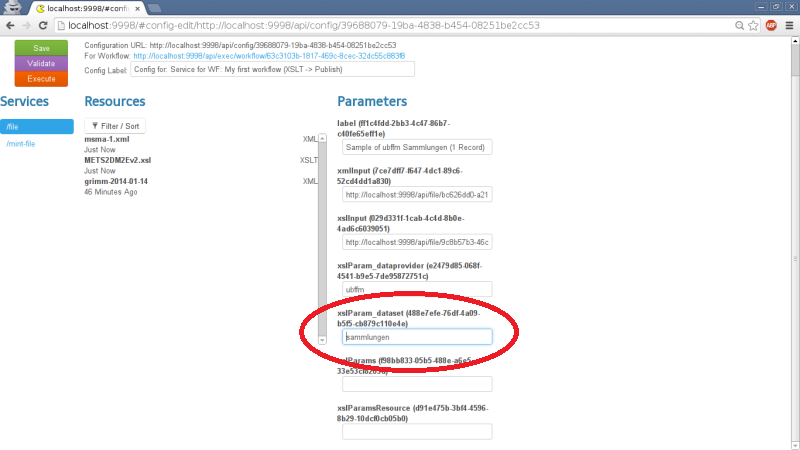 localhost:9998/#config-
localhost:9998/#config-edit/http://localhost:9998/api/config/39688079-19ba-4838-b454-08251be2cc53
ABP
Save
Validate
Execute
Configuration URL: http://localhost:9998/api/config/39688079-19ba-4838-b454-08251be2cc53
For Workflow: http://localhost:9998/api/exec/workflow/63c3103b-1817-469c-8cec-32dc55c883f8
Config Label: Config for: Service for WF: My first workflow (XSLT -> Publish)
Services
/file
/mint-file
Resources
Filter / Sort
msma-1.xml XML
Just Now
METS2DM2Ev2.xsl XSLT
Just Now
grimm-2014-01-14 XML
46 Minutes Ago
Parameters
label (ff1c4fdd-2bb3-4c47-86b7-
c40fe65eff1e)
Sample of ubffm Sammlungen (1 Record)
xmlInput (7ce7dff7-f647-4dc1-89c6-
52cd4dd1a830)
http://localhost:9998/api/file/bc626dd0-a21
xslInput (029d331f-1cab-4c4d-8b0e-
4ad6c6039051)
http://localhost:9998/api/file/9c8b57b3-46c
xslParam_dataprovider (e2479d85-068f-
4541-b9e5-7de95872751c)
ubffm
xslParam_dataset (488e7efe-76df-4a09-
b5f5-cb879c110e4e)
sammlungen
xslParams (f98bb833-05b5-488e-a6e5-
xslParamsResource (d91e475b-3bf4-4596-
8b29-10dcf0cb05b0)